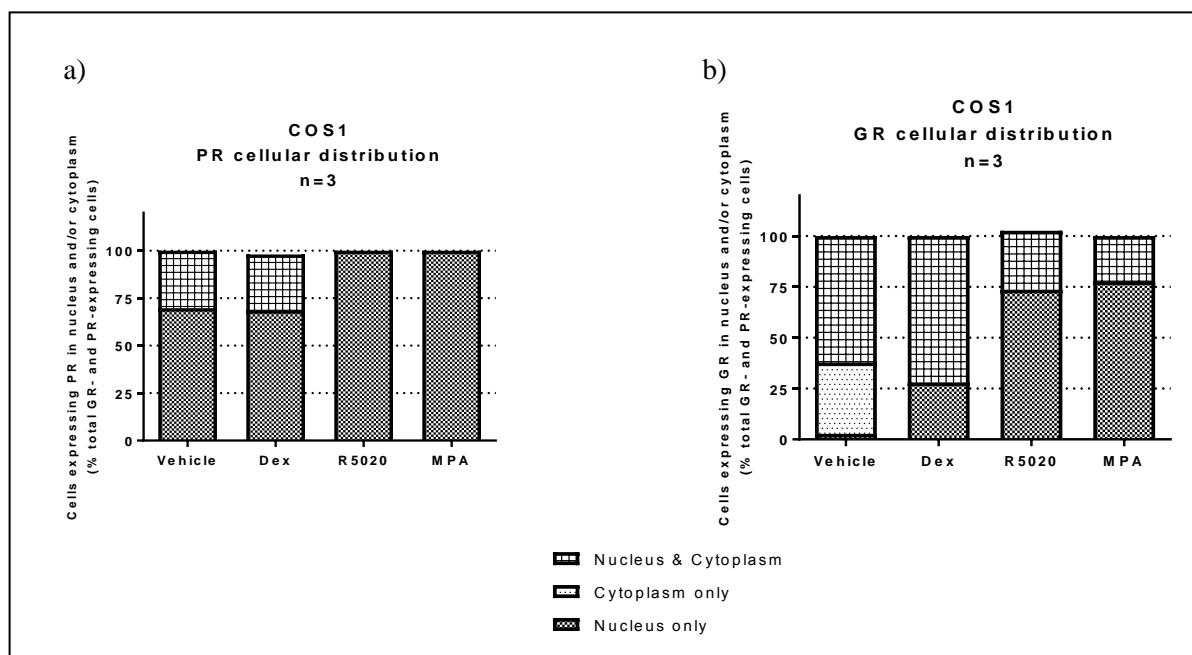 a)
COS1
PR cellular distribution
n=3
Cells expressing PR in nucleus and/or cytoplasm
(% total GR- and PR-expressing cells)
100
75
50
25
0
Vehicle Dex R5020 MPA
b)
COS1
GR cellular distribution
n=3
Cells expressing GR in nucleus and/or cytoplasm
(% total GR- and PR-expressing cells)
100
75
50
25
0
Vehicle Dex R5020 MPA
Nucleus & Cytoplasm
Cytoplasm only
Nucleus only